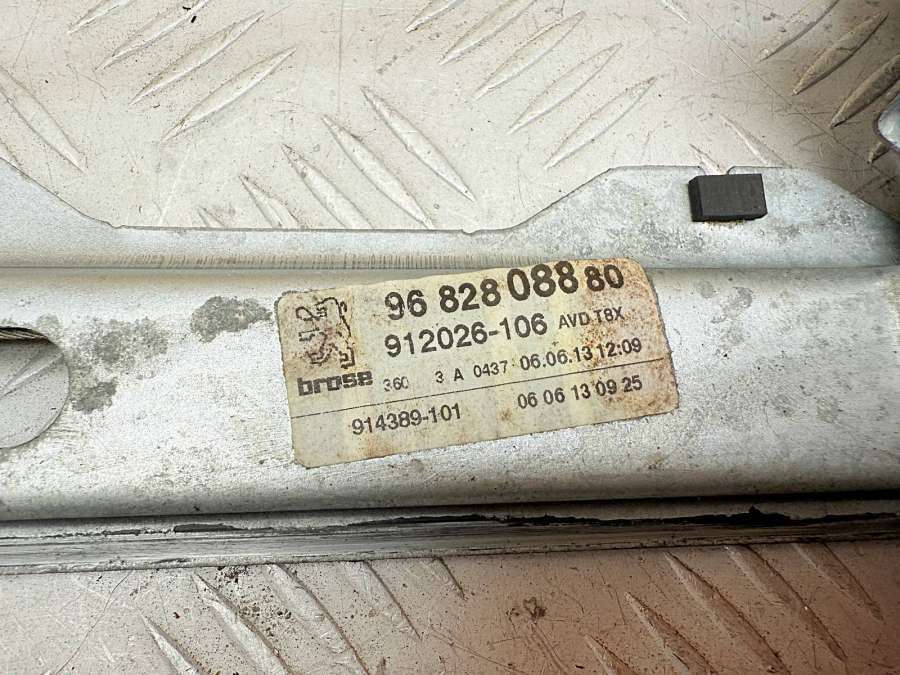 96 828 088 80
912026-106 AVD T8X
brose 360 3 A 0437 06.06.13 12:09
914389-101 06 06 13 09 25